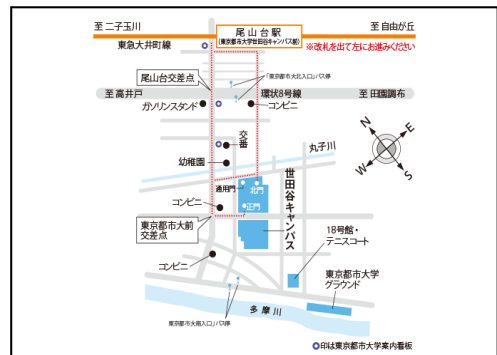 至二子玉川
尾山台駅
(東京都市大学世田谷キャンパス前)
至自由が丘
東急大井町線
※改札を出て左にお進みください
尾山台交差点
「東京都市大北入口」バス停
至高井戸
環状8号線
至田園調布
ガソリンスタンド
コンビニ
交番
丸子川
N
E
W
S
幼稚園
通用門
北門
正門
世田谷キャンパス
コンビニ
東京都市大前
交差点
18号館・
テニスコート
コンビニ
東京都市大学
グラウンド
「東京都市大南入口」バス停
多摩川
印は東京都市大学案内看板